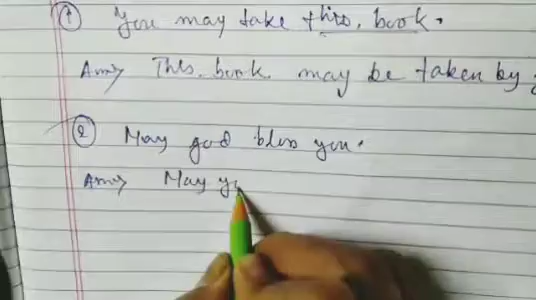 ① You may take this book.
Ans> This book may be taken by
② May god bless you.
Ans> May yo